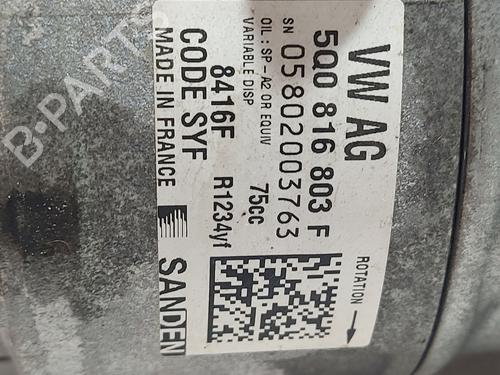 VW AG
5Q0 816 803 F
SN 05802003763
OIL : SP-A2 OR EQUIV 75CC
VARIABLE DISP
8416F R1234yf
CODE SYF
MADE IN FRANCE
SANDEN
ROTATION
B-PARTS